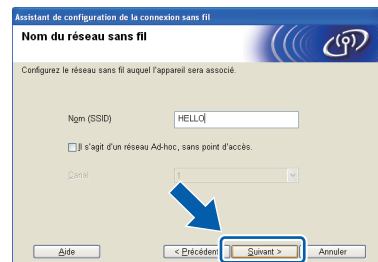 Assistant de configuration de la connexion sans fil
Nom du réseau sans fil
Configurez le réseau sans fil auquel l'appareil sera associé.
Nom (SSID) HELLO
Il s'agit d'un réseau Ad-hoc, sans point d'accès.
Canal 1
Aide < Précédent Suivant > Annuler